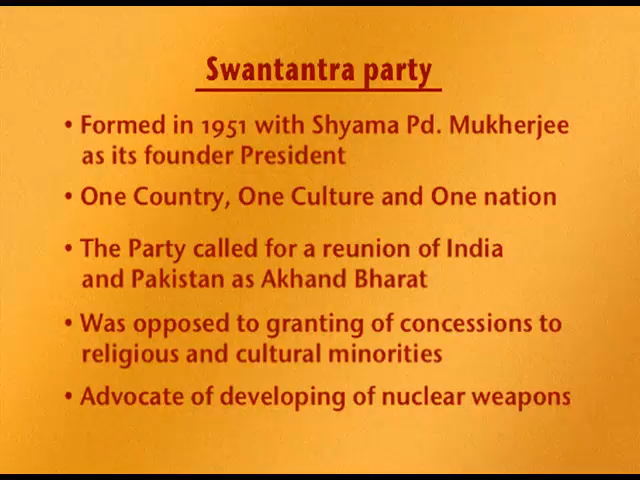 Swantantra party
• Formed in 1951 with Shyama Pd. Mukherjee
as its founder President
• One Country, One Culture and One nation
• The Party called for a reunion of India
and Pakistan as Akhand Bharat
• Was opposed to granting of concessions to
religious and cultural minorities
• Advocate of developing of nuclear weapons